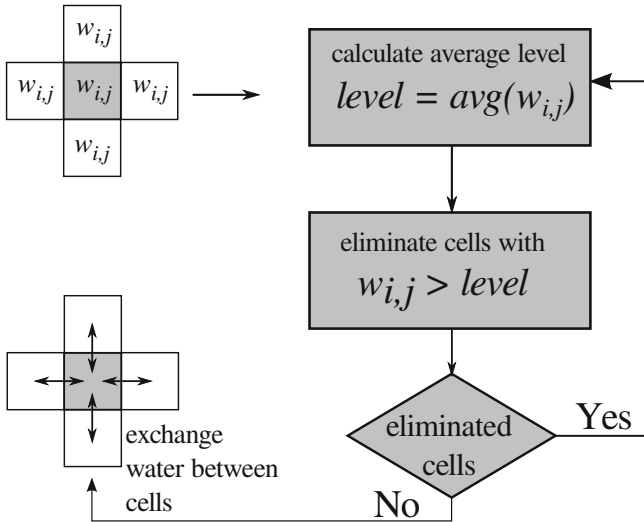 w_{i,j}
w_{i,j} w_{i,j} w_{i,j}
w_{i,j}
calculate average level
level = avg(w_{i,j})
eliminate cells with
w_{i,j} > level
eliminated
cells
Yes
No
exchange
water between
cells